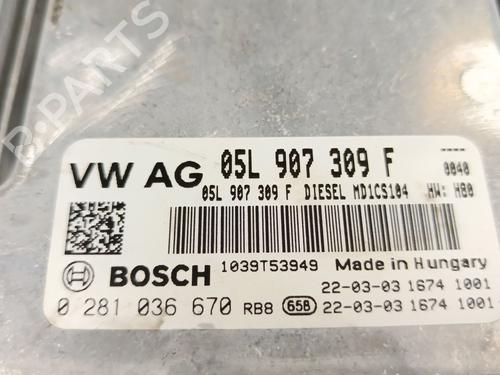 B-PARTS
VW AG 05L 907 309 F ----
0040
05L 907 309 F DIESEL MD1CS104 HW: H80
BOSCH 1039T53949 Made in Hungary
22-03-03 1674 1001
0 281 036 670 RB8 65B 22-03-03 1674 1001